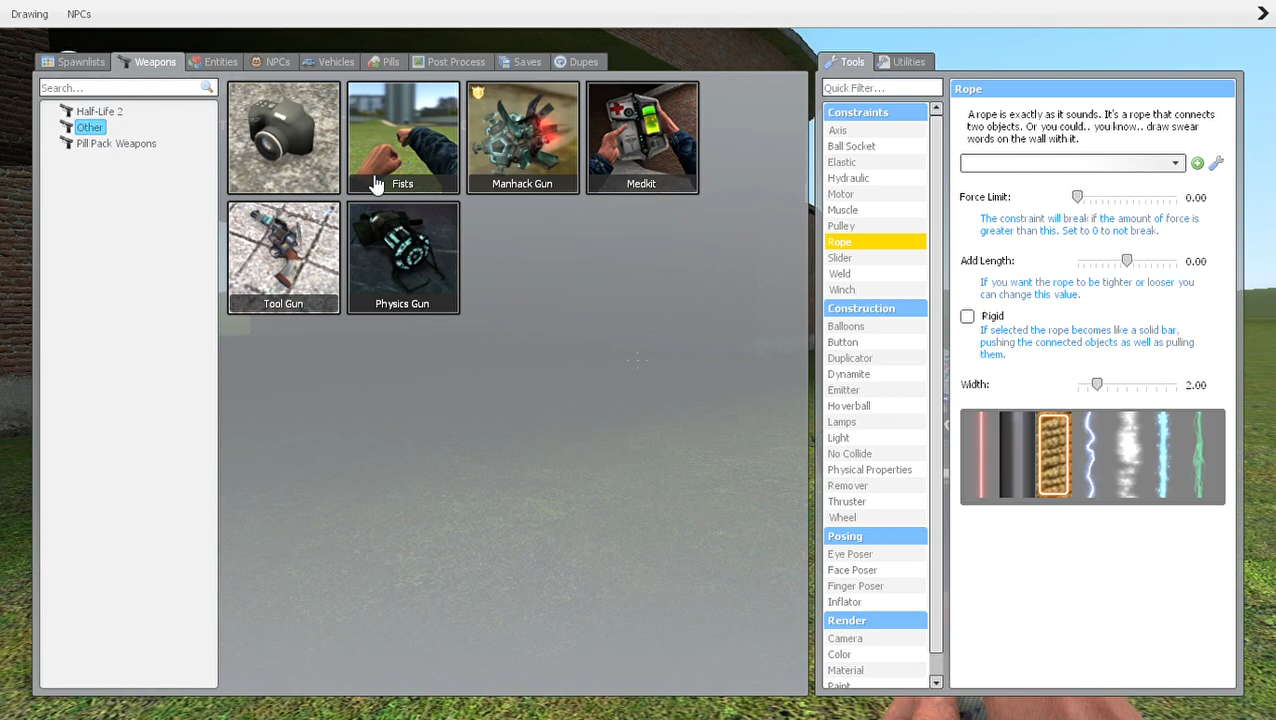 Drawing NPCs
Spawnlists Weapons Entities NPCs Vehicles Pills Post Process Saves Dupes
Tools Utilities
Search...
Half-Life 2
Other
Pill Pack Weapons
Fists
Manhack Gun
Medkit
Tool Gun
Physics Gun
Quick Filter...
Constraints
Axis
Ball Socket
Elastic
Hydraulic
Motor
Muscle
Pulley
Rope
Slider
Weld
Winch
Construction
Balloons
Button
Duplicator
Dynamite
Emitter
Hoverball
Lamps
Light
No Collide
Physical Properties
Remover
Thruster
Wheel
Posing
Eye Poser
Face Poser
Finger Poser
Inflator
Render
Camera
Color
Material
Paint
Rope
A rope is exactly as it sounds. It's a rope that connects
two objects. Or you could.. you know.. draw swear
words on the wall with it.
Force Limit: 0.00
The constraint will break if the amount of force is
greater than this. Set to 0 to not break.
Add Length: 0.00
If you want the rope to be tighter or looser you
can change this value.
Rigid
If selected the rope becomes like a solid bar,
pushing the connected objects as well as pulling
them.
Width: 2.00